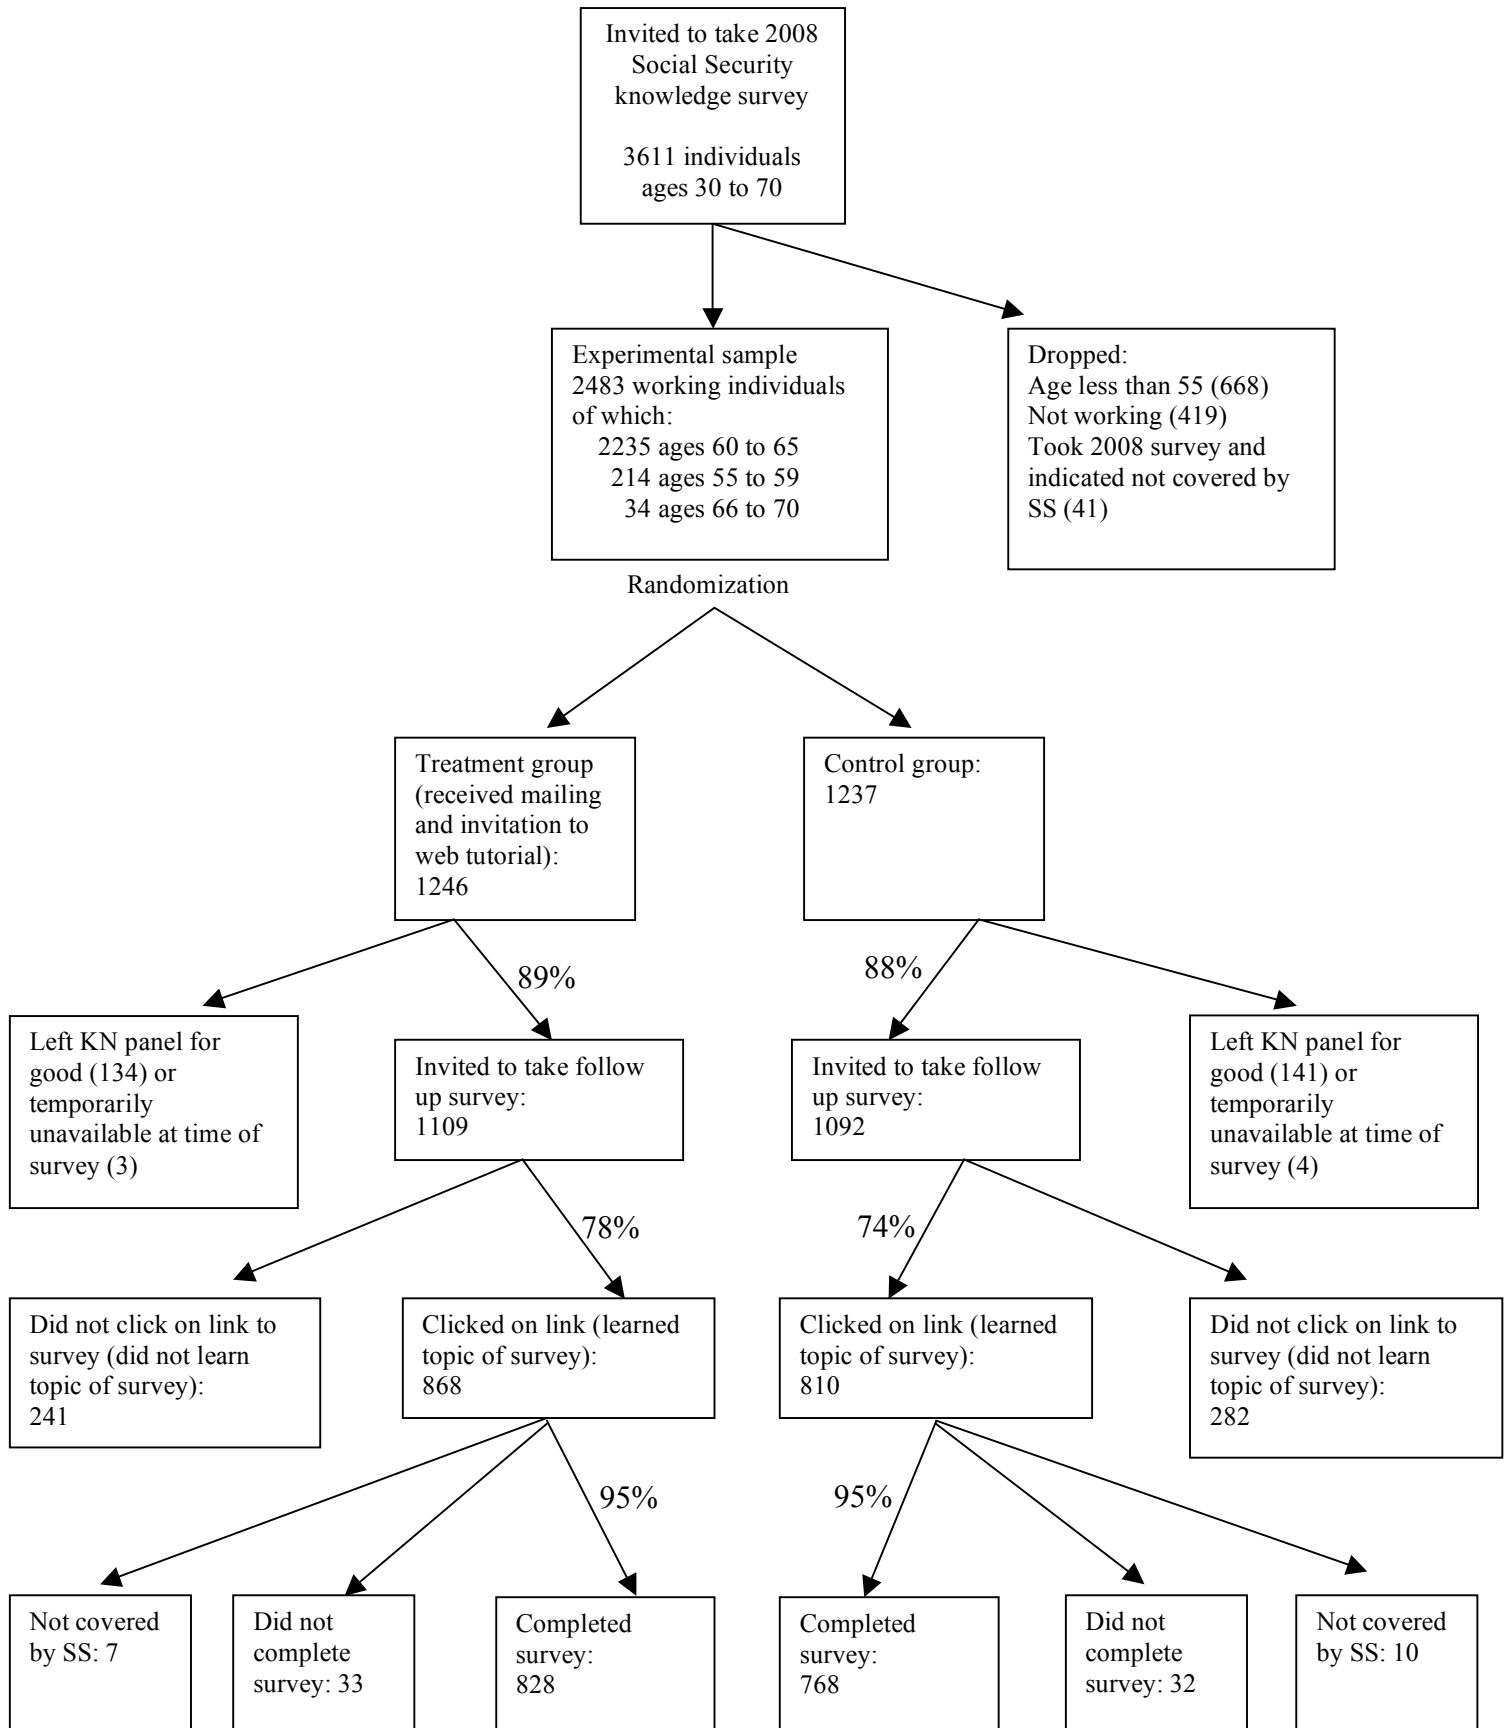 Invited to take 2008
Social Security
knowledge survey
3611 individuals
ages 30 to 70
Experimental sample
2483 working individuals
of which:
2235 ages 60 to 65
214 ages 55 to 59
34 ages 66 to 70
Dropped:
Age less than 55 (668)
Not working (419)
Took 2008 survey and
indicated not covered by
SS (41)
Randomization
Treatment group
(received mailing
and invitation to
web tutorial):
1246
Control group:
1237
89%
88%
Left KN panel for
good (134) or
temporarily
unavailable at time of
survey (3)
Invited to take follow
up survey:
1109
Invited to take follow
up survey:
1092
Left KN panel for
good (141) or
temporarily
unavailable at time of
survey (4)
78%
74%
Did not click on link to
survey (did not learn
topic of survey):
241
Clicked on link (learned
topic of survey):
868
Clicked on link (learned
topic of survey):
810
Did not click on link to
survey (did not learn
topic of survey):
282
95%
95%
Not covered
by SS: 7
Did not
complete
survey: 33
Completed
survey:
828
Completed
survey:
768
Did not
complete
survey: 32
Not covered
by SS: 10